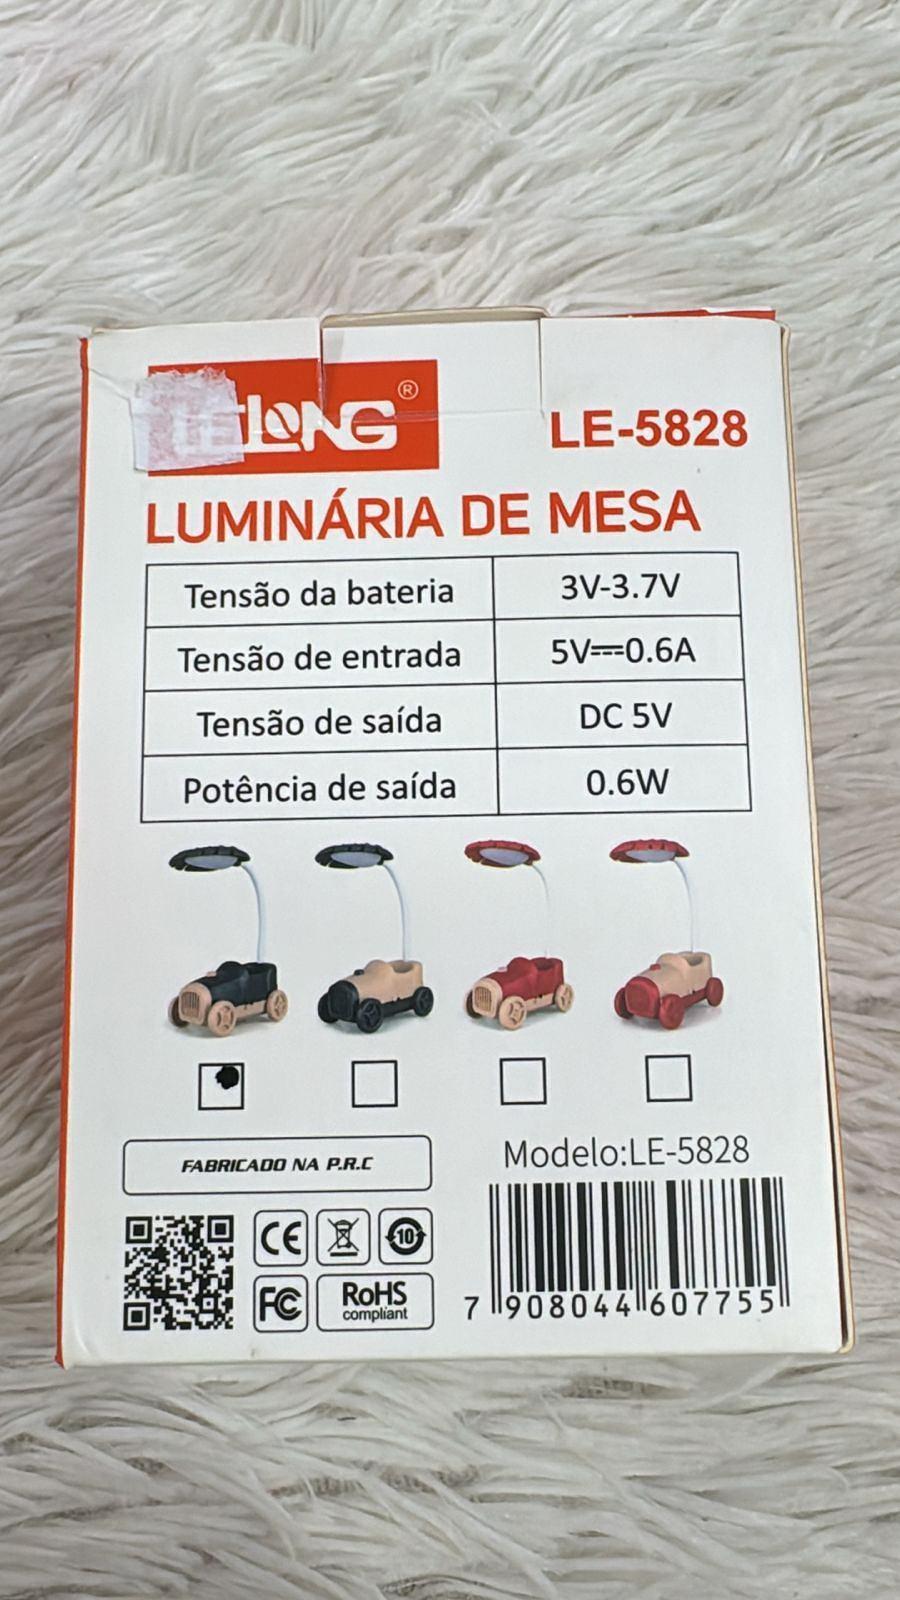 LELONG®
LE-5828
LUMINÁRIA DE MESA
Tensão da bateria 3V-3.7V
Tensão de entrada 5V⎓0.6A
Tensão de saída DC 5V
Potência de saída 0.6W
FABRICADO NA P.R.C
Modelo:LE-5828
CE
10
FC
RoHS
compliant
7 908044 607755